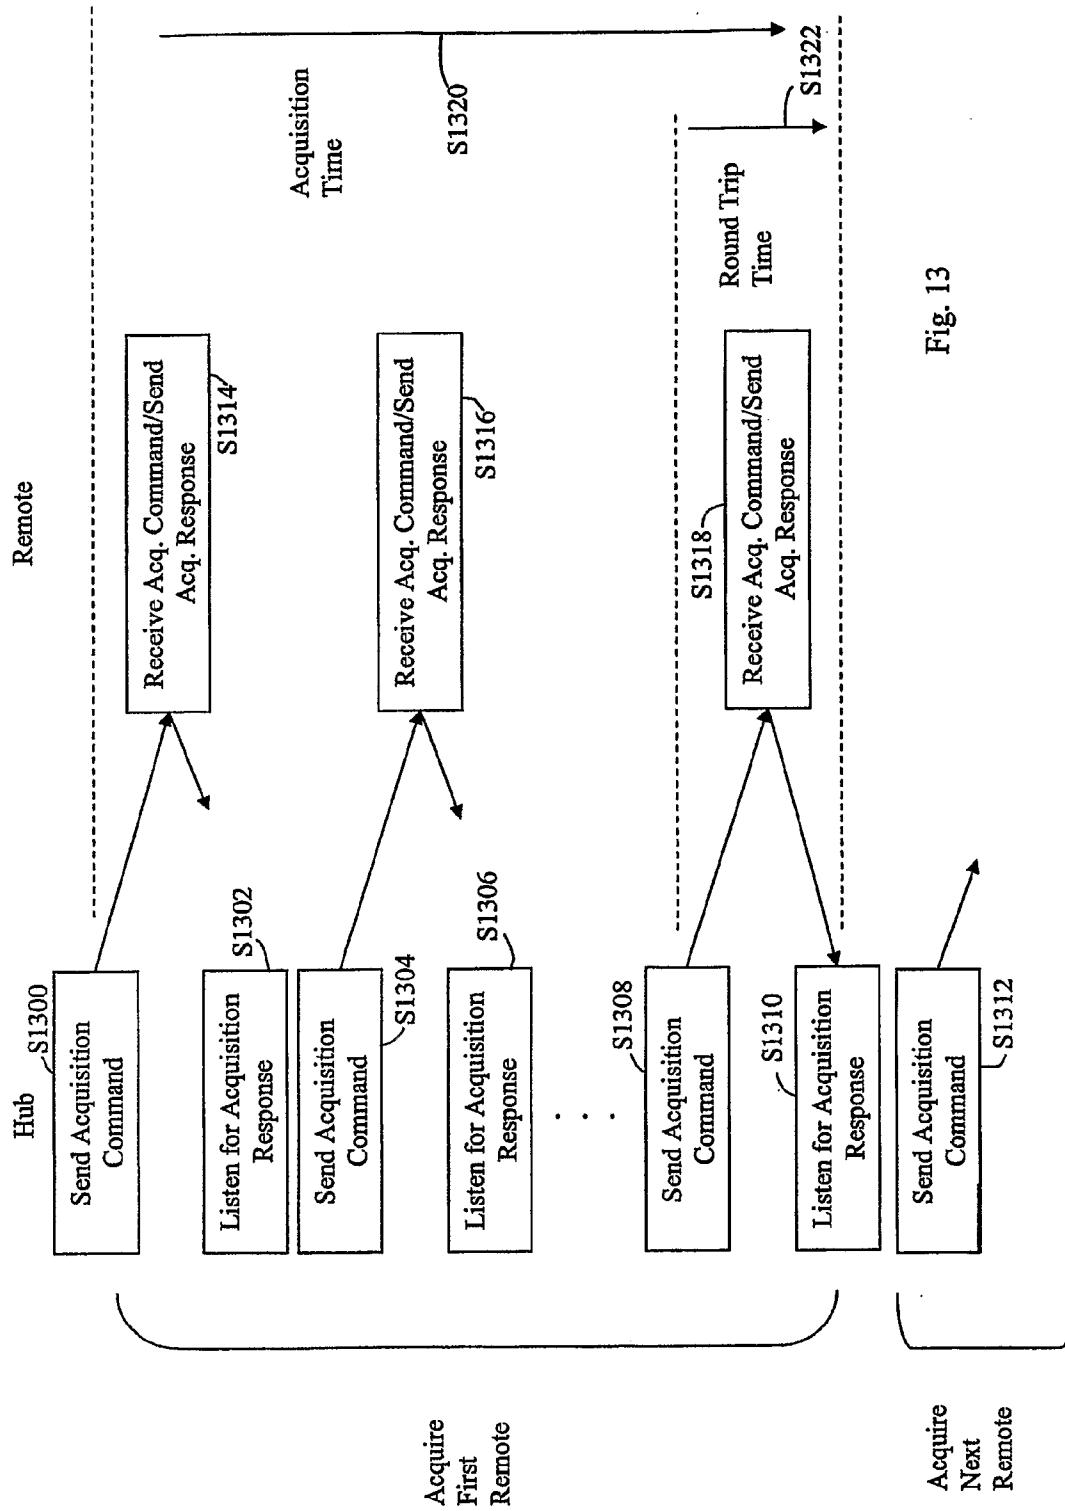 Hub
Remote
S1300
Send Acquisition
Command
Receive Acq. Command/Send
Acq. Response
S1314
Acquisition
Time
S1320
S1302
Listen for Acquisition
Response
Send Acquisition
Command
S1304
Receive Acq. Command/Send
Acq. Response
S1316
S1306
Listen for Acquisition
Response
. . .
S1308
Send Acquisition
Command
S1318
Receive Acq. Command/Send
Acq. Response
Round Trip
Time
S1322
S1310
Listen for Acquisition
Response
Send Acquisition
Command
S1312
Acquire
First
Remote
Acquire
Next
Remote
Fig. 13